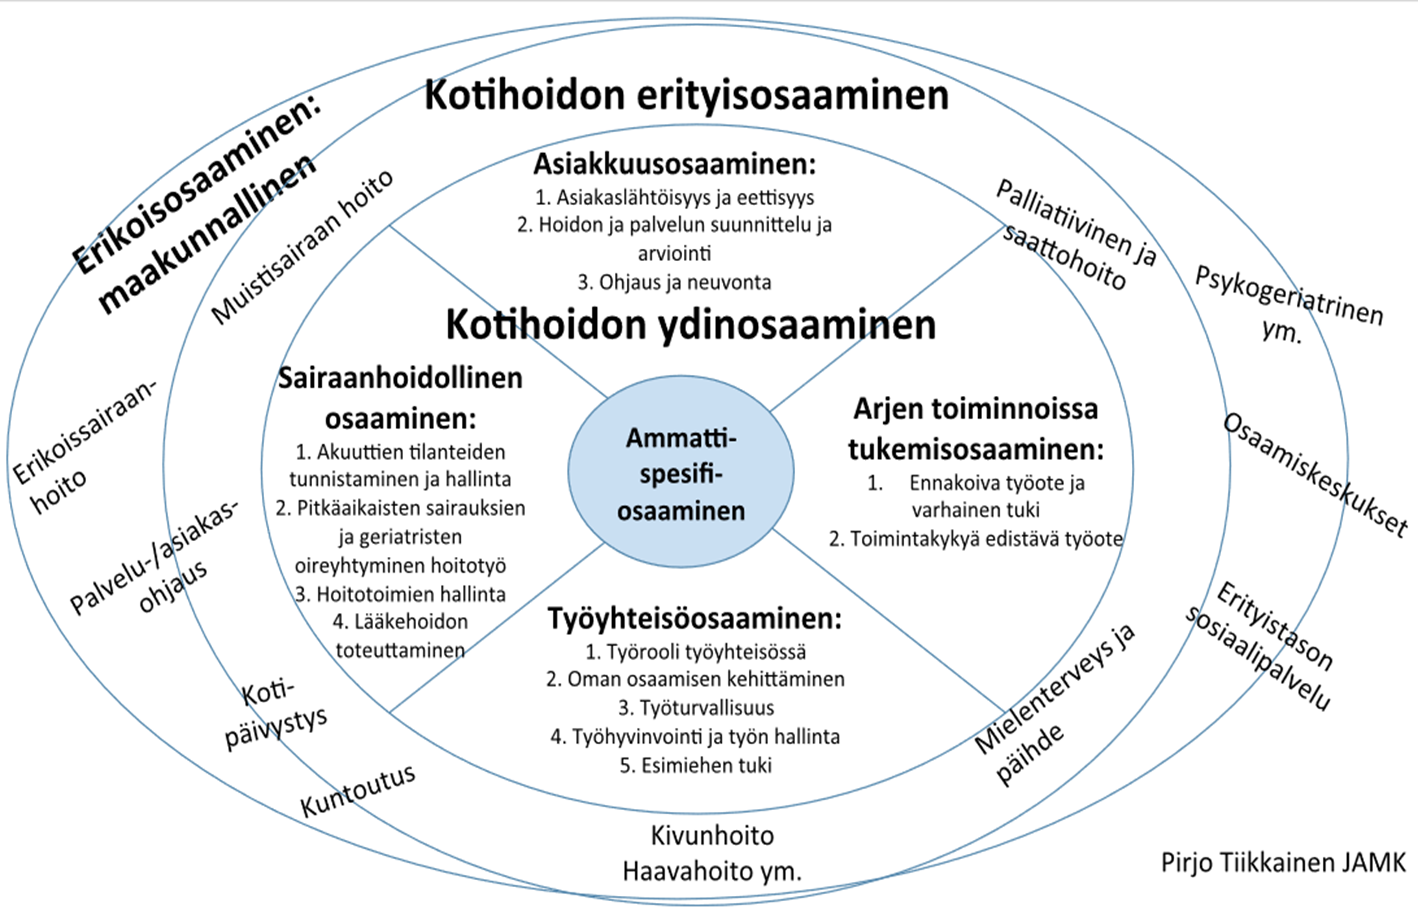 Kotihoidon erityisosaaminen
Erikoisosaaminen:
maakunnallinen
Muistisairaan hoito
Asiakkuusosaaminen:
1. Asiakaslähtöisyys ja eettisyys
2. Hoidon ja palvelun suunnittelu ja
arviointi
3. Ohjaus ja neuvonta
Palliatiivinen ja
saattohoito
Psykogeriatrinen
ym.
Kotihoidon ydinosaaminen
Sairaanhoidollinen
osaaminen:
1. Akuuttien tilanteiden
tunnistaminen ja hallinta
2. Pitkäaikaisten sairauksien
ja geriatristen
oireyhtyminen hoitotyö
3. Hoitotoimien hallinta
4. Lääkehoidon
toteuttaminen
Ammatti-
spesifi-
osaaminen
Arjen toiminnoissa
tukemisosaaminen:
1. Ennakoiva työote ja
varhainen tuki
2. Toimintakykyä edistävä työote
Erikoissairaan-
hoito
Osaamiskeskukset
Palvelu-/asiakas-
ohjaus
Työyhteisöosaaminen:
1. Työrooli työyhteisössä
2. Oman osaamisen kehittäminen
3. Työturvallisuus
4. Työhyvinvointi ja työn hallinta
5. Esimiehen tuki
Erityistason
sosiaalipalvelu
Koti-
päivystys
Mielenterveys ja
päihde
Kuntoutus
Kivunhoito
Haavahoito ym.
Pirjo Tiikkainen JAMK